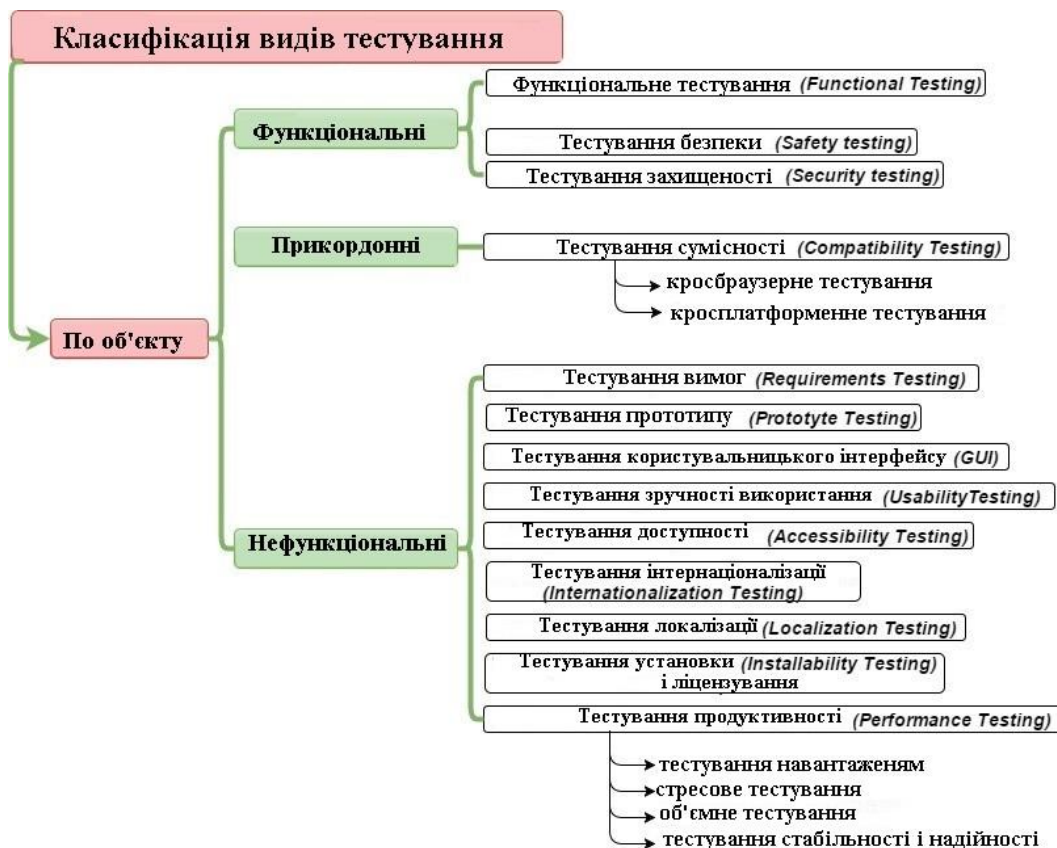 Класифікація видів тестування
По об'єкту
Функціональні
Функціональне тестування (Functional Testing)
Тестування безпеки (Safety testing)
Тестування захищеності (Security testing)
Прикордонні
Тестування сумісності (Compatibility Testing)
кросбраузерне тестування
кросплатформенне тестування
Нефункціональні
Тестування вимог (Requirements Testing)
Тестування прототипу (Prototyte Testing)
Тестування користувальницького інтерфейсу (GUI)
Тестування зручності використання (UsabilityTesting)
Тестування доступності (Accessibility Testing)
Тестування інтернаціоналізації
(Internationalization Testing)
Тестування локалізації (Localization Testing)
Тестування установки (Installability Testing)
і ліцензування
Тестування продуктивності (Performance Testing)
тестування навантаженям
стресове тестування
об'ємне тестування
тестування стабільності і надійності